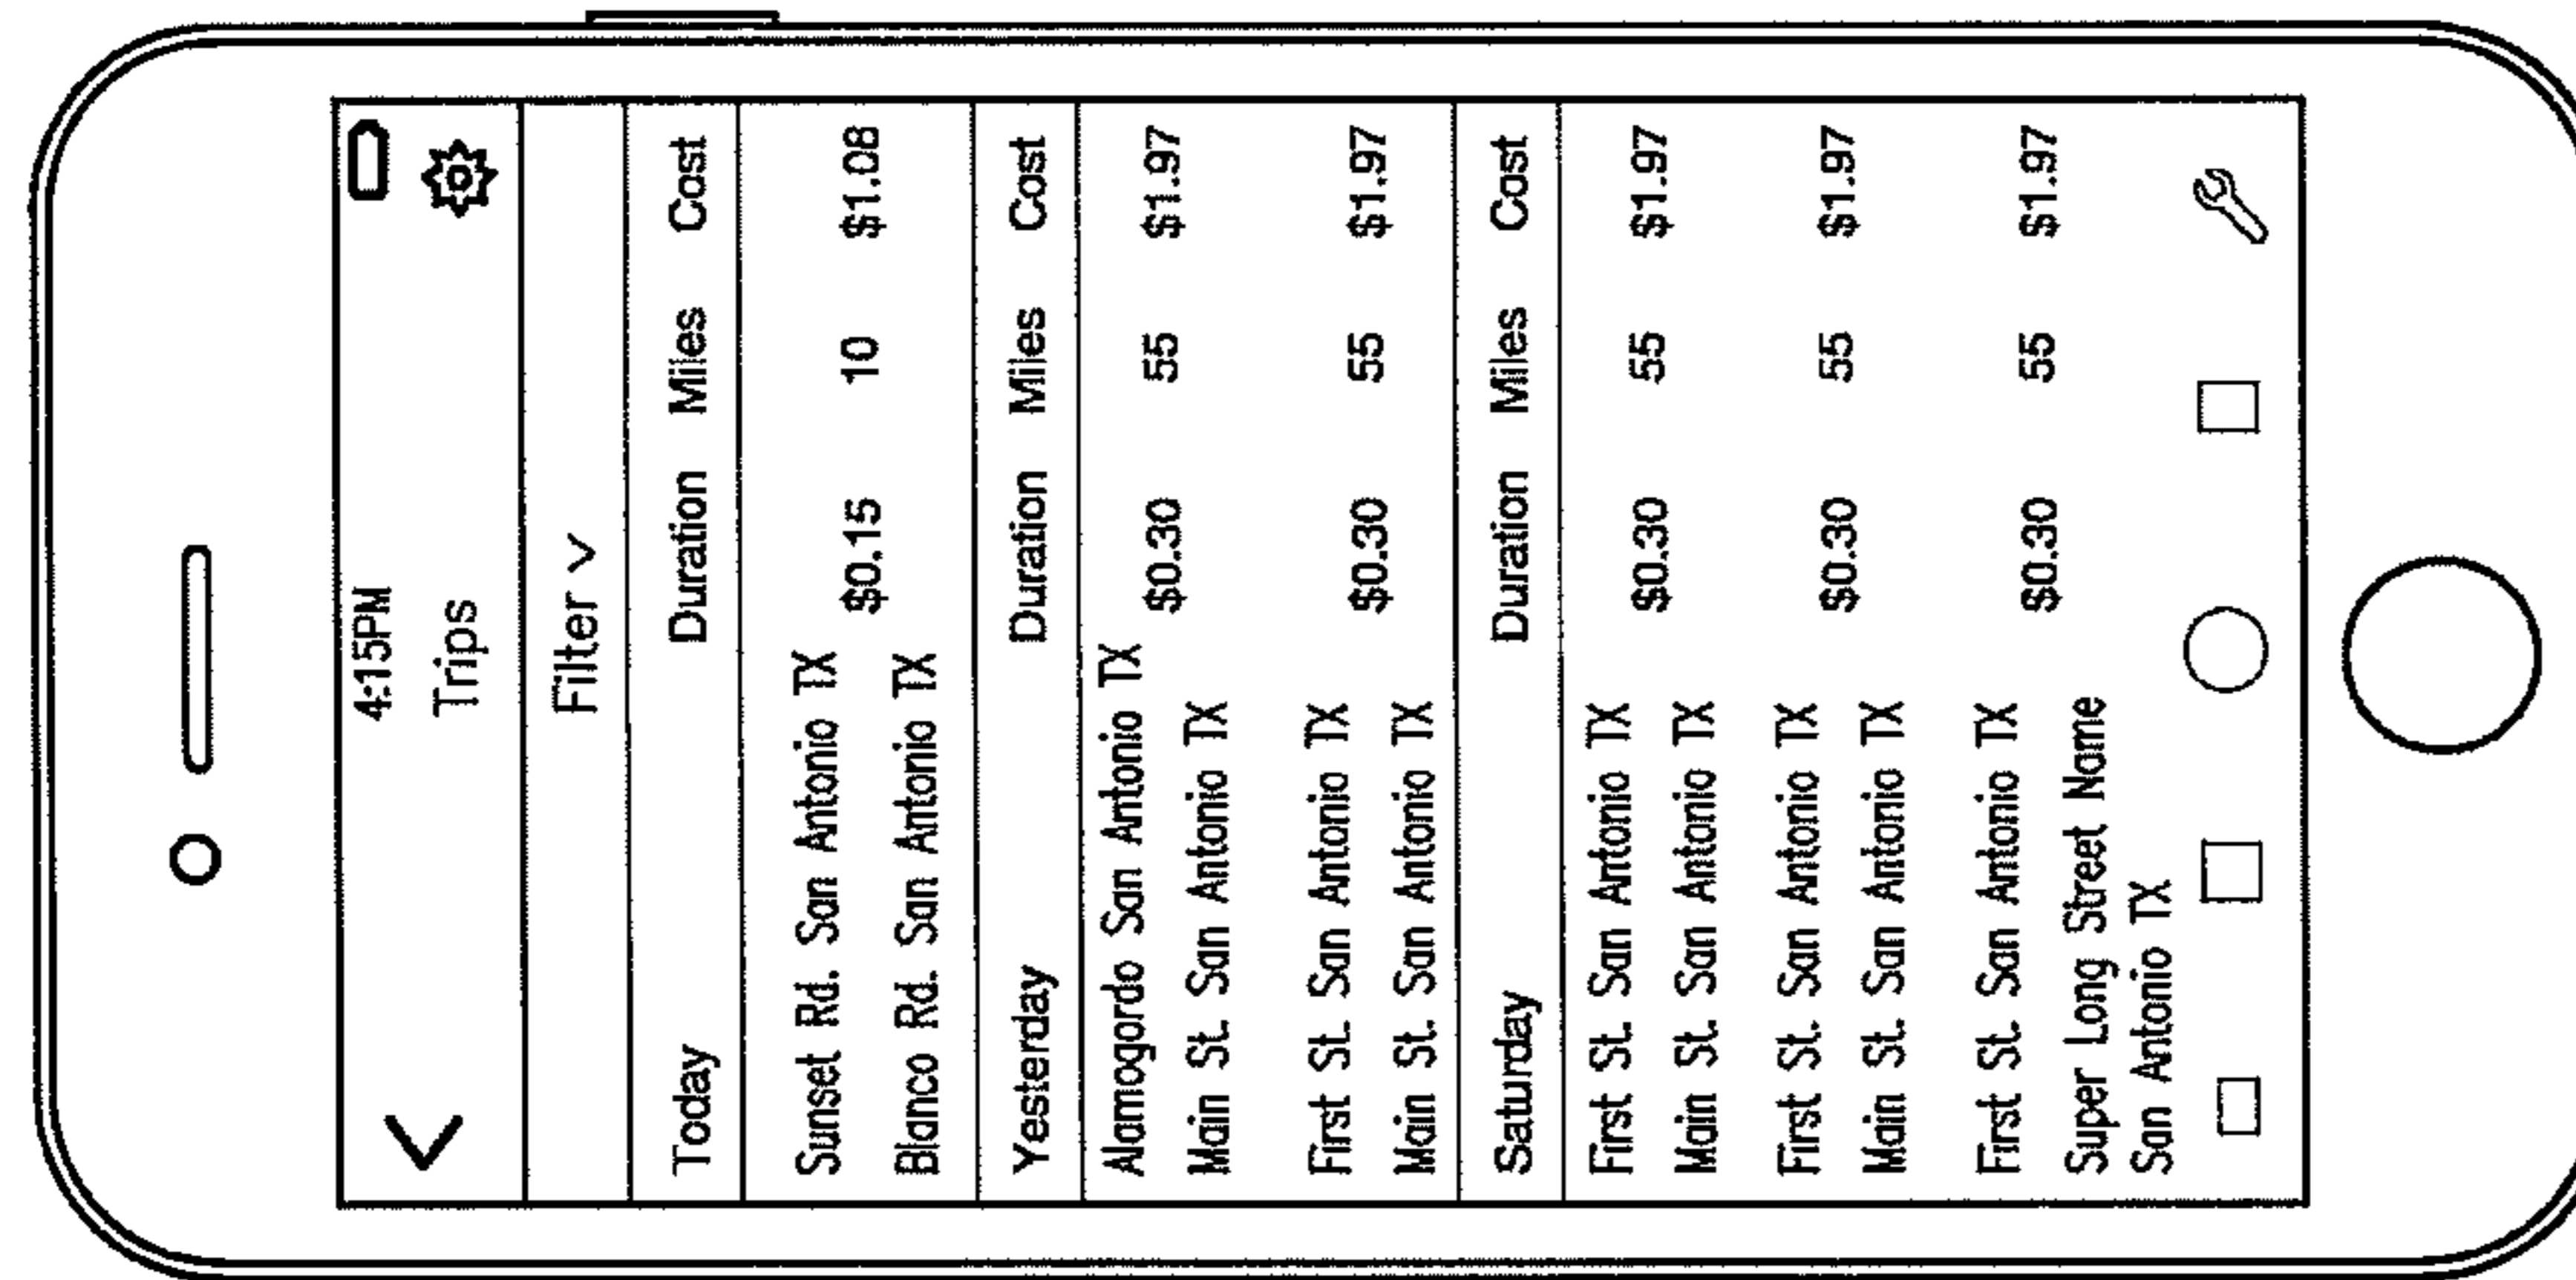 4:15PM
Trips
Filter v
Today Duration Miles Cost
Sunset Rd. San Antonio TX
$0.15 10 $1.08
Blanco Rd. San Antonio TX
Yesterday Duration Miles Cost
Alamogordo San Antonio TX
$0.30 55 $1.97
Main St. San Antonio TX
First St. San Antonio TX
$0.30 55 $1.97
Main St. San Antonio TX
Saturday Duration Miles Cost
First St. San Antonio TX
$0.30 55 $1.97
Main St. San Antonio TX
First St. San Antonio TX
$0.30 55 $1.97
Main St. San Antonio TX
First St. San Antonio TX
$0.30 55 $1.97
Super Long Street Name
San Antonio TX